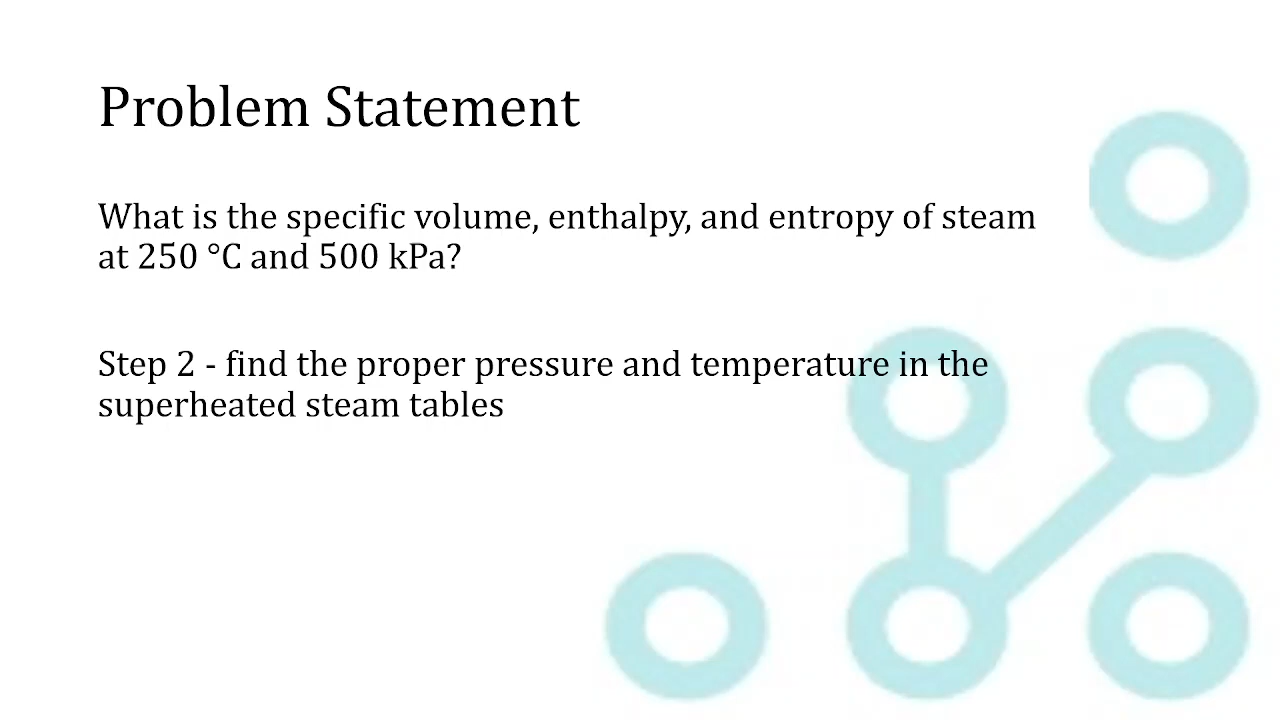 Problem Statement
What is the specific volume, enthalpy, and entropy of steam
at 250 °C and 500 kPa?
Step 2 - find the proper pressure and temperature in the
superheated steam tables